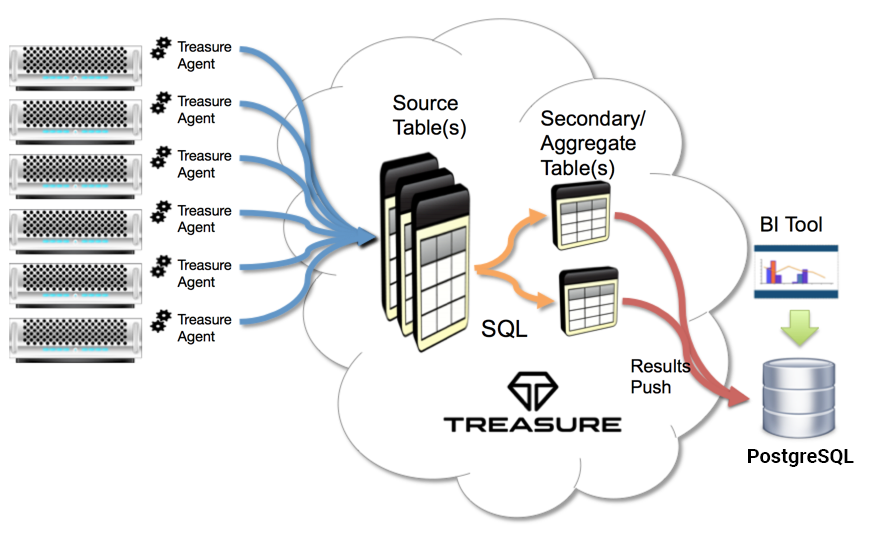 Treasure
Agent
Treasure
Agent
Treasure
Agent
Treasure
Agent
Treasure
Agent
Treasure
Agent
Source
Table(s)
Secondary/
Aggregate
Table(s)
SQL
TREASURE
Results
Push
BI Tool
PostgreSQL